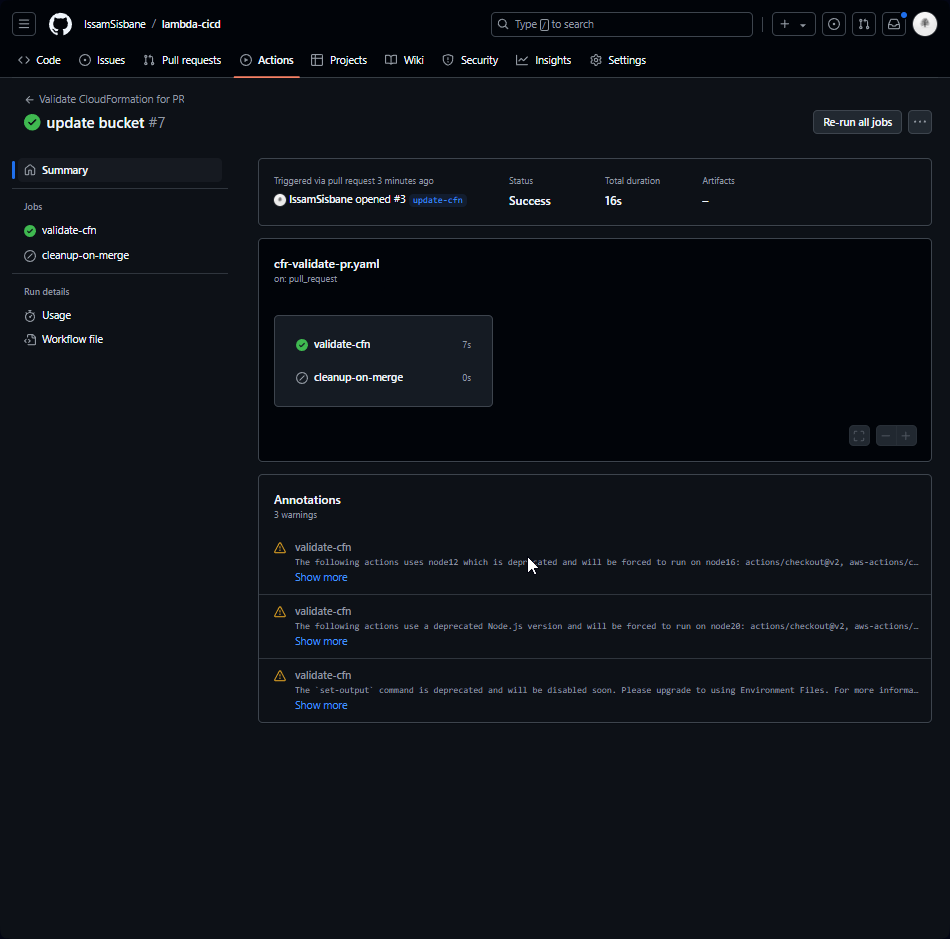 IssamSisbane / lambda-cicd
Type / to search
Code
Issues
Pull requests
Actions
Projects
Wiki
Security
Insights
Settings
Validate CloudFormation for PR
update bucket #7
Re-run all jobs
Summary
Jobs
validate-cfn
cleanup-on-merge
Run details
Usage
Workflow file
Triggered via pull request 3 minutes ago
IssamSisbane opened #3 update-cfn
Status
Success
Total duration
16s
Artifacts
–
cfr-validate-pr.yaml
on: pull_request
validate-cfn 7s
cleanup-on-merge 0s
Annotations
3 warnings
validate-cfn
The following actions uses node12 which is deprecated and will be forced to run on node16: actions/checkout@v2, aws-actions/c…
Show more
validate-cfn
The following actions use a deprecated Node.js version and will be forced to run on node20: actions/checkout@v2, aws-actions/…
Show more
validate-cfn
The `set-output` command is deprecated and will be disabled soon. Please upgrade to using Environment Files. For more informa…
Show more